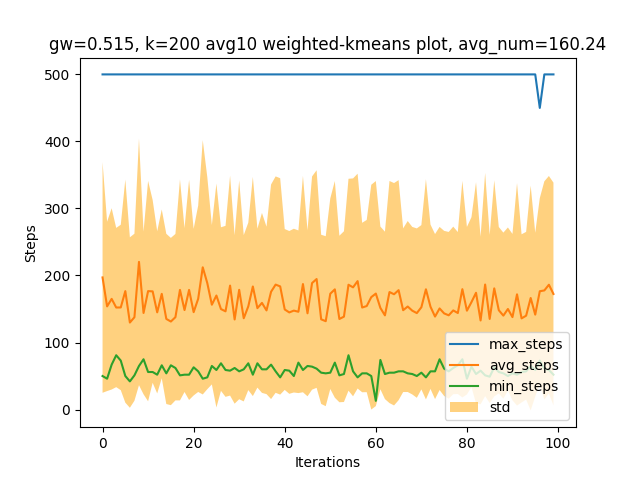 gw=0.515, k=200 avg10 weighted-kmeans plot, avg_num=160.24
500
400
300
200
100
0
Steps
max_steps
avg_steps
min_steps
std
0 20 40 60 80 100
Iterations